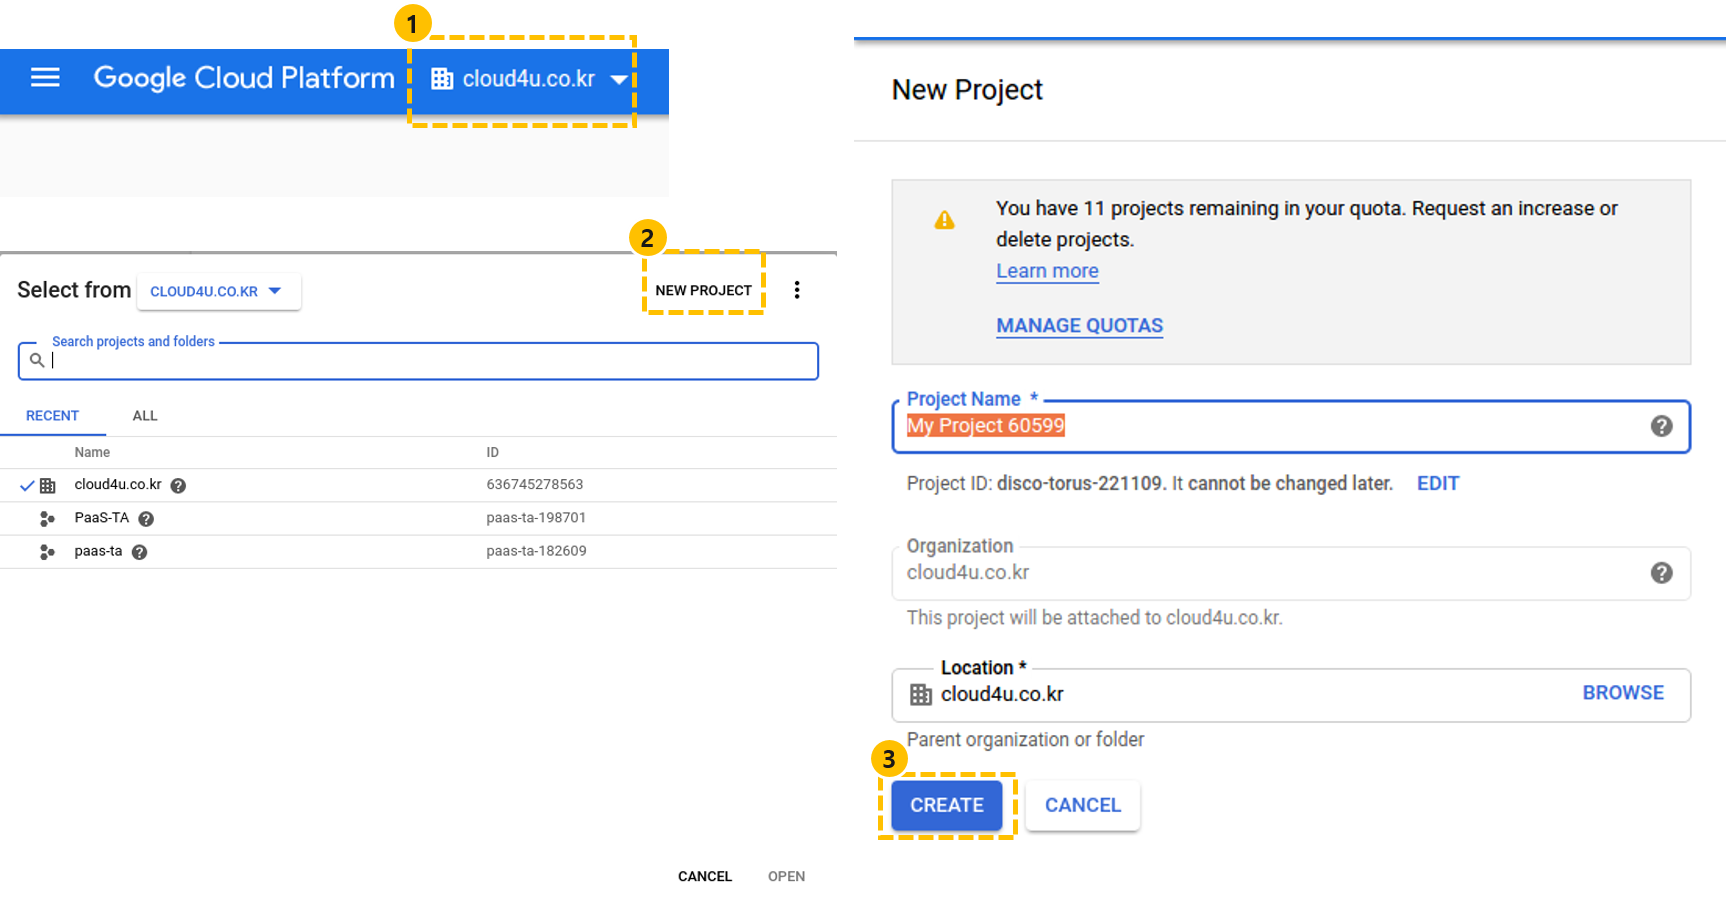 1
Google Cloud Platform
cloud4u.co.kr
2
Select from
CLOUD4U.CO.KR
NEW PROJECT
Search projects and folders
RECENT
ALL
Name
ID
cloud4u.co.kr
636745278563
PaaS-TA
paas-ta-198701
paas-ta
paas-ta-182609
CANCEL
OPEN
New Project
You have 11 projects remaining in your quota. Request an increase or
delete projects.
Learn more
MANAGE QUOTAS
Project Name *
My Project 60599
Project ID: disco-torus-221109. It cannot be changed later.
EDIT
Organization
cloud4u.co.kr
This project will be attached to cloud4u.co.kr.
Location *
cloud4u.co.kr
BROWSE
Parent organization or folder
3
CREATE
CANCEL